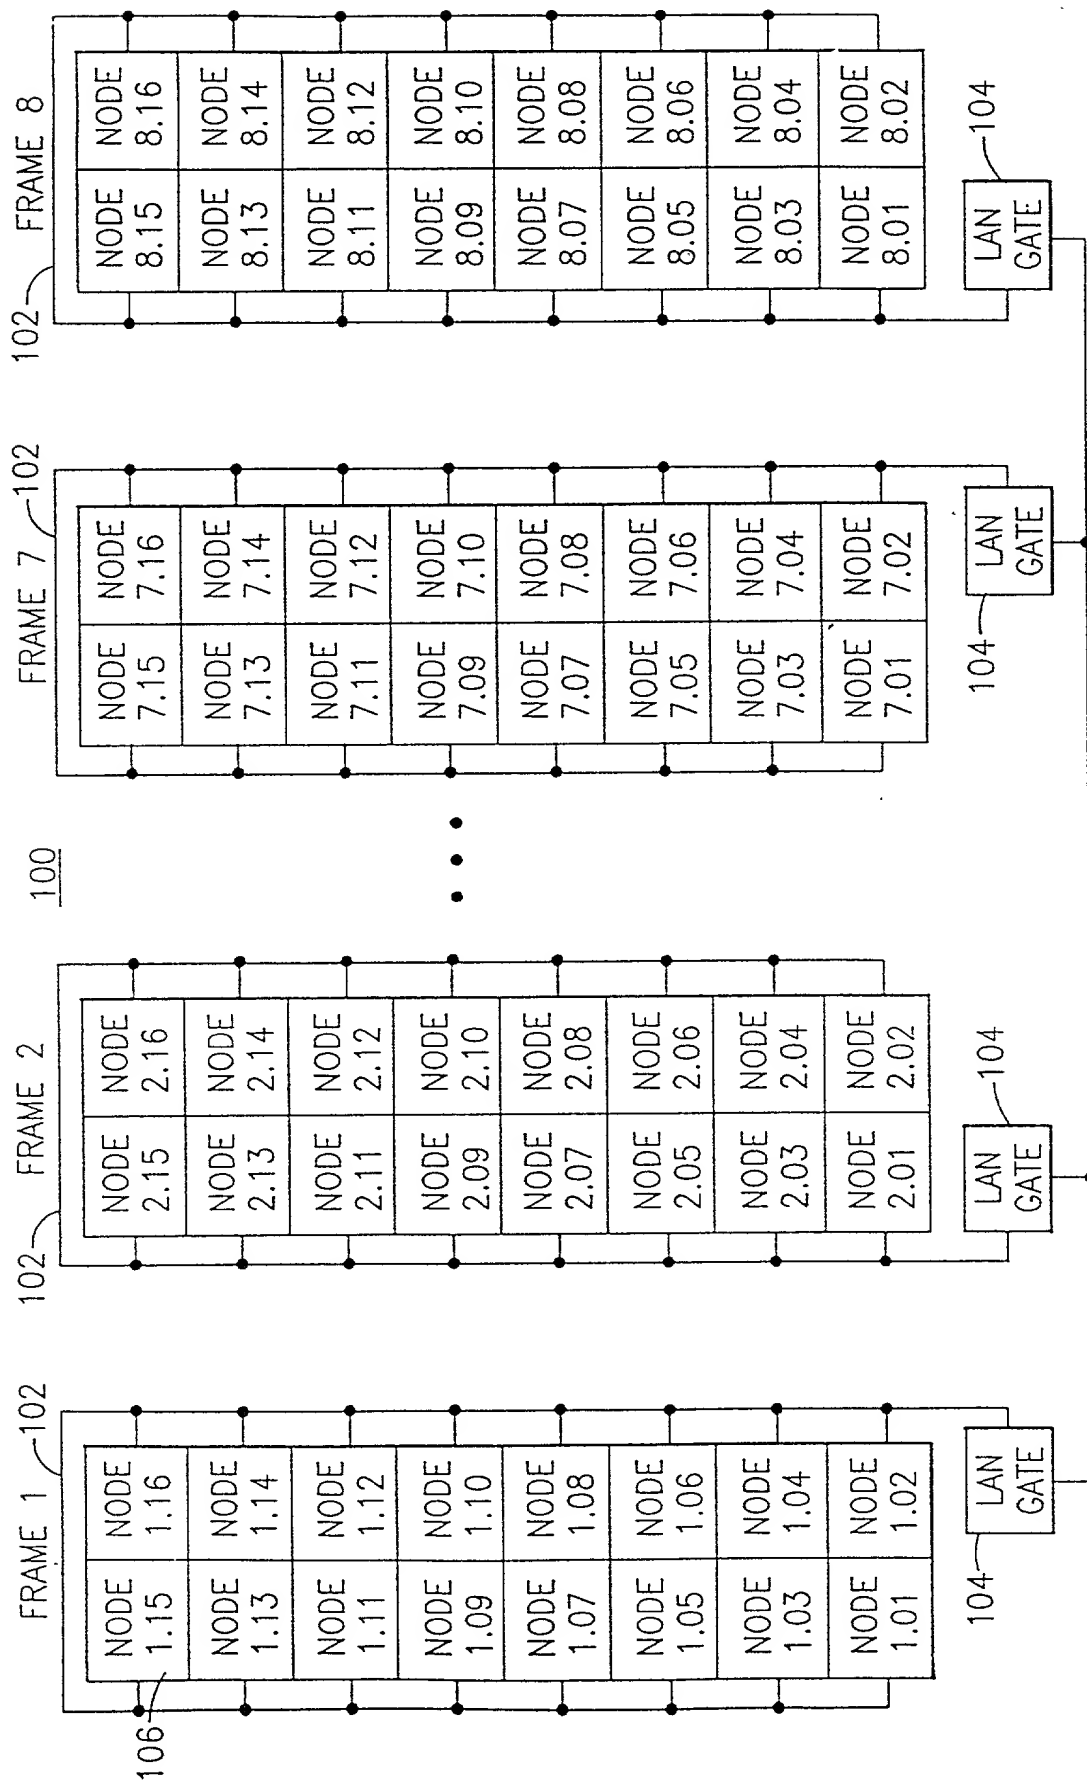 100
FRAME 1
102
NODE 1.15
NODE 1.16
NODE 1.13
NODE 1.14
NODE 1.11
NODE 1.12
NODE 1.09
NODE 1.10
NODE 1.07
NODE 1.08
NODE 1.05
NODE 1.06
NODE 1.03
NODE 1.04
NODE 1.01
NODE 1.02
106
104
LAN
GATE
102
FRAME 2
NODE 2.15
NODE 2.16
NODE 2.13
NODE 2.14
NODE 2.11
NODE 2.12
NODE 2.09
NODE 2.10
NODE 2.07
NODE 2.08
NODE 2.05
NODE 2.06
NODE 2.03
NODE 2.04
NODE 2.01
NODE 2.02
LAN
GATE
104
FRAME 7
102
NODE 7.15
NODE 7.16
NODE 7.13
NODE 7.14
NODE 7.11
NODE 7.12
NODE 7.09
NODE 7.10
NODE 7.07
NODE 7.08
NODE 7.05
NODE 7.06
NODE 7.03
NODE 7.04
NODE 7.01
NODE 7.02
104
LAN
GATE
102
FRAME 8
NODE 8.15
NODE 8.16
NODE 8.13
NODE 8.14
NODE 8.11
NODE 8.12
NODE 8.09
NODE 8.10
NODE 8.07
NODE 8.08
NODE 8.05
NODE 8.06
NODE 8.03
NODE 8.04
NODE 8.01
NODE 8.02
LAN
GATE
104